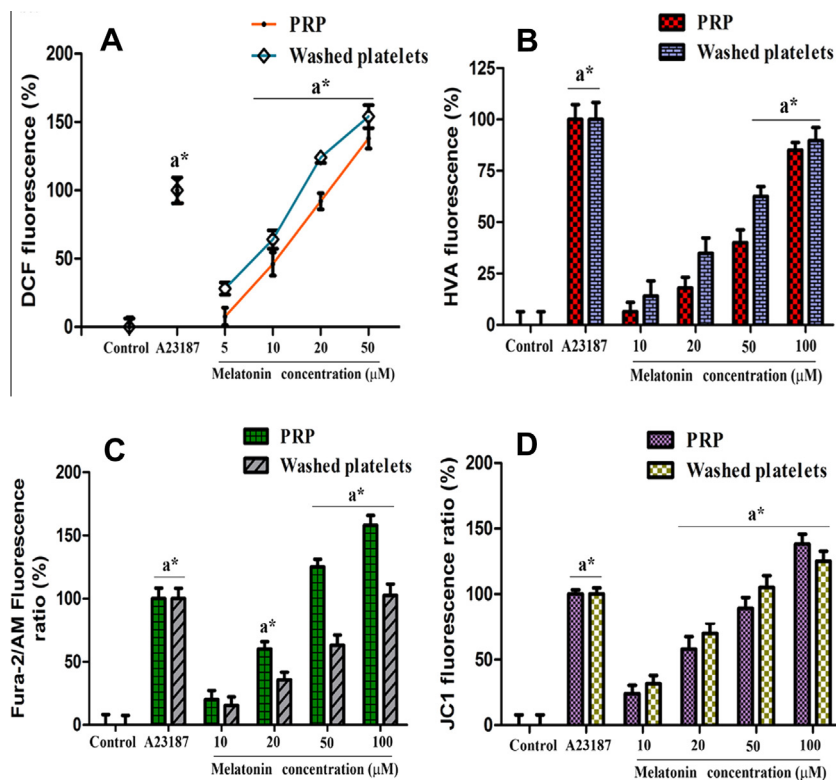 A
PRP
Washed platelets
a*
a*
DCF fluorescence (%)
200
150
100
50
0
Control A23187 5 10 20 50
Melatonin concentration (µM)
B
PRP
Washed platelets
a*
a*
HVA fluorescence (%)
125
100
75
50
25
0
Control A23187 10 20 50 100
Melatonin concentration (µM)
C
PRP
Washed platelets
a*
a*
a*
Fura-2/AM Fluorescence
ratio (%)
200
150
100
50
0
Control A23187 10 20 50 100
Melatonin concentration (µM)
D
PRP
Washed platelets
a*
a*
JC1 fluorescence ratio (%)
200
150
100
50
0
Control A23187 10 20 50 100
Melatonin concentration (µM)